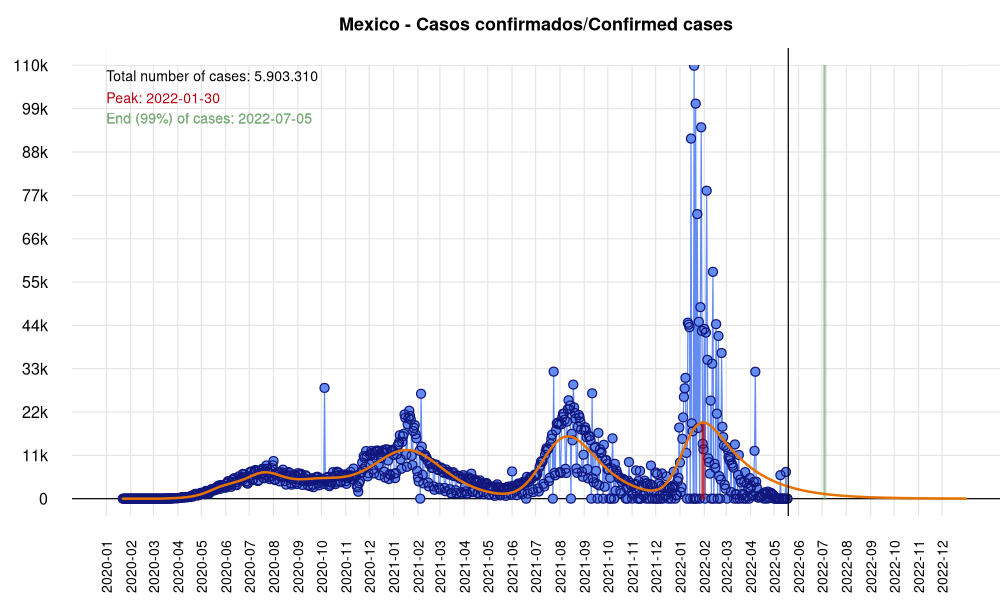 Mexico - Casos confirmados/Confirmed cases
110k
99k
88k
77k
66k
55k
44k
33k
22k
11k
0
Total number of cases: 5.903.310
Peak: 2022-01-30
End (99%) of cases: 2022-07-05
2020-01
2020-02
2020-03
2020-04
2020-05
2020-06
2020-07
2020-08
2020-09
2020-10
2020-11
2020-12
2021-01
2021-02
2021-03
2021-04
2021-05
2021-06
2021-07
2021-08
2021-09
2021-10
2021-11
2021-12
2022-01
2022-02
2022-03
2022-04
2022-05
2022-06
2022-07
2022-08
2022-09
2022-10
2022-11
2022-12